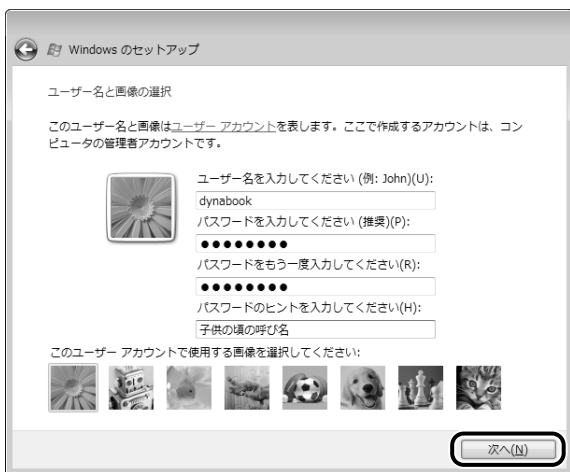 Windows のセットアップ
ユーザー名と画像の選択
このユーザー名と画像はユーザー アカウントを表します。ここで作成するアカウントは、コン
ピュータの管理者アカウントです。
ユーザー名を入力してください (例: John)(U):
dynabook
パスワードを入力してください (推奨)(P):
●●●●●●●●
パスワードをもう一度入力してください(R):
●●●●●●●●
パスワードのヒントを入力してください(H):
子供の頃の呼び名
このユーザー アカウントで使用する画像を選択してください:
次へ(N)